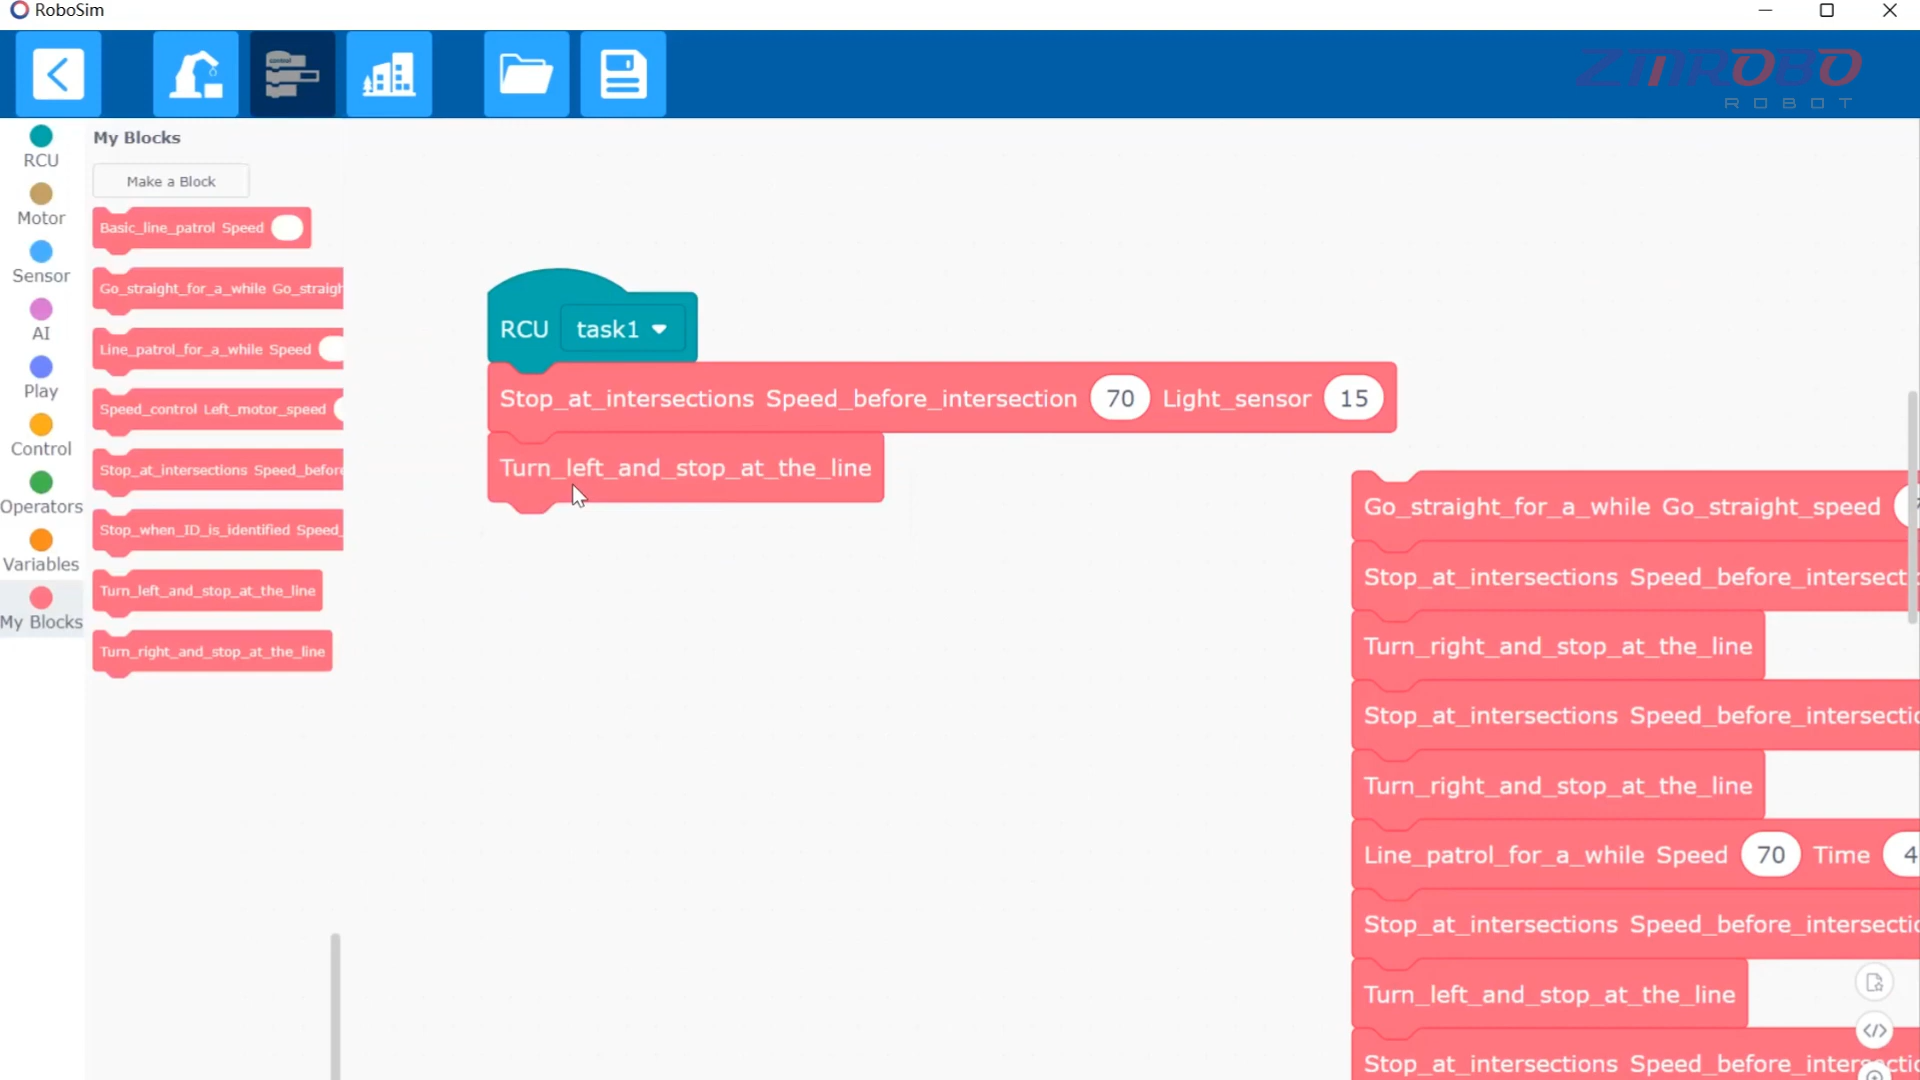 RoboSim
ZMROBO
ROBOT
RCU
Motor
Sensor
AI
Play
Control
Operators
Variables
My Blocks
My Blocks
Make a Block
Basic_line_patrol Speed
Go_straight_for_a_while Go_straigh
Line_patrol_for_a_while Speed
Speed_control Left_motor_speed
Stop_at_intersections Speed_before
Stop_when_ID_is_identified Speed_
Turn_left_and_stop_at_the_line
Turn_right_and_stop_at_the_line
control
RCU task1
Stop_at_intersections Speed_before_intersection 70 Light_sensor 15
Turn_left_and_stop_at_the_line
Go_straight_for_a_while Go_straight_speed
Stop_at_intersections Speed_before_intersect
Turn_right_and_stop_at_the_line
Stop_at_intersections Speed_before_intersectio
Turn_right_and_stop_at_the_line
Line_patrol_for_a_while Speed 70 Time 4
Stop_at_intersections Speed_before_intersectio
Turn_left_and_stop_at_the_line
Stop_at_intersections Speed_before_intersectio